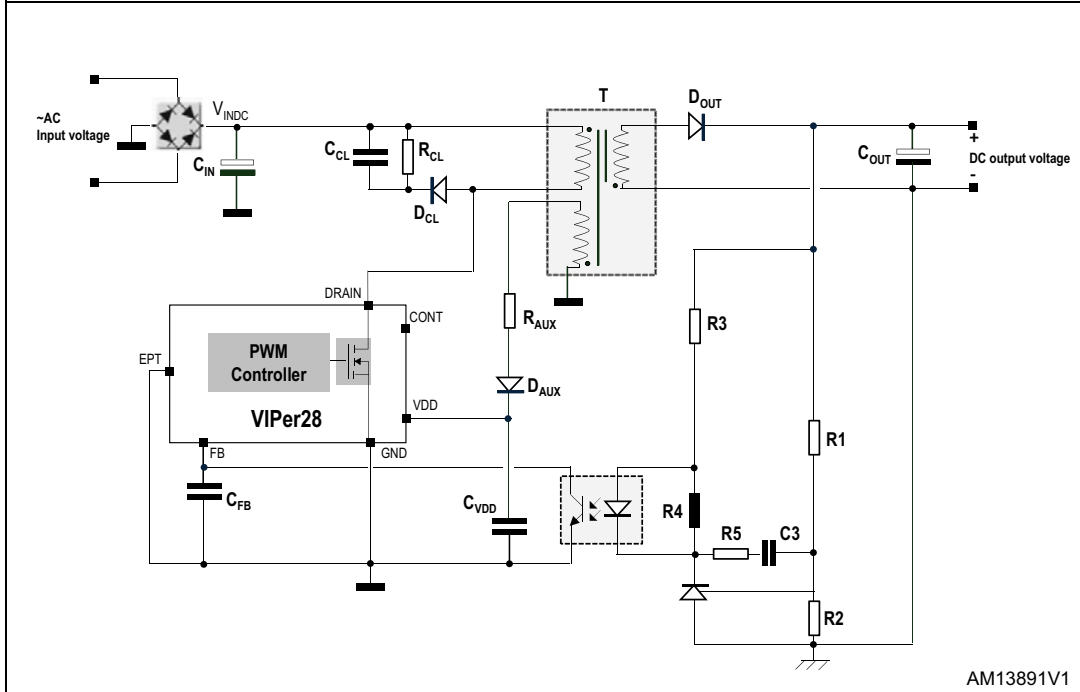 T
D_OUT
~AC
Input voltage
V_INDC
C_IN
C_CL
R_CL
D_CL
C_OUT
+
DC output voltage
-
DRAIN
CONT
EPT
PWM
Controller
VIPer28
VDD
FB
GND
R_AUX
D_AUX
R3
R1
C_FB
C_VDD
R4
R5
C3
R2
AM13891V1